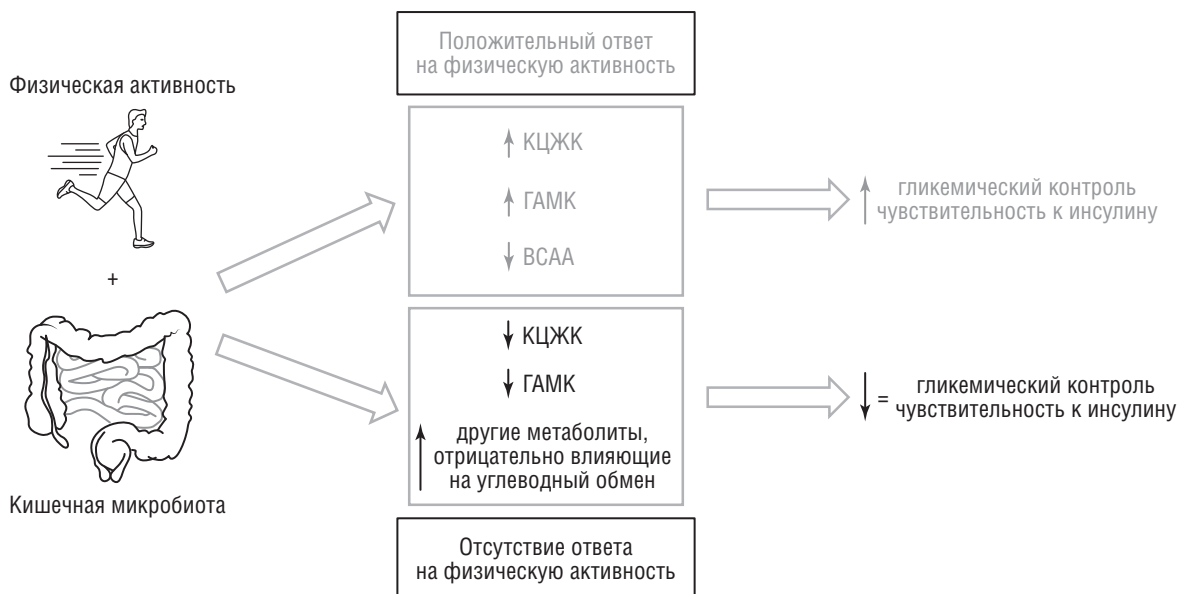 Физическая активность
+
Кишечная микробиота
Положительный ответ
на физическую активность
↑ КЦЖК
↑ ГАМК
↓ ВСАА
↑ гликемический контроль
чувствительность к инсулину
↓ КЦЖК
↓ ГАМК
↑ другие метаболиты,
отрицательно влияющие
на углеводный обмен
↓ = гликемический контроль
чувствительность к инсулину
Отсутствие ответа
на физическую активность